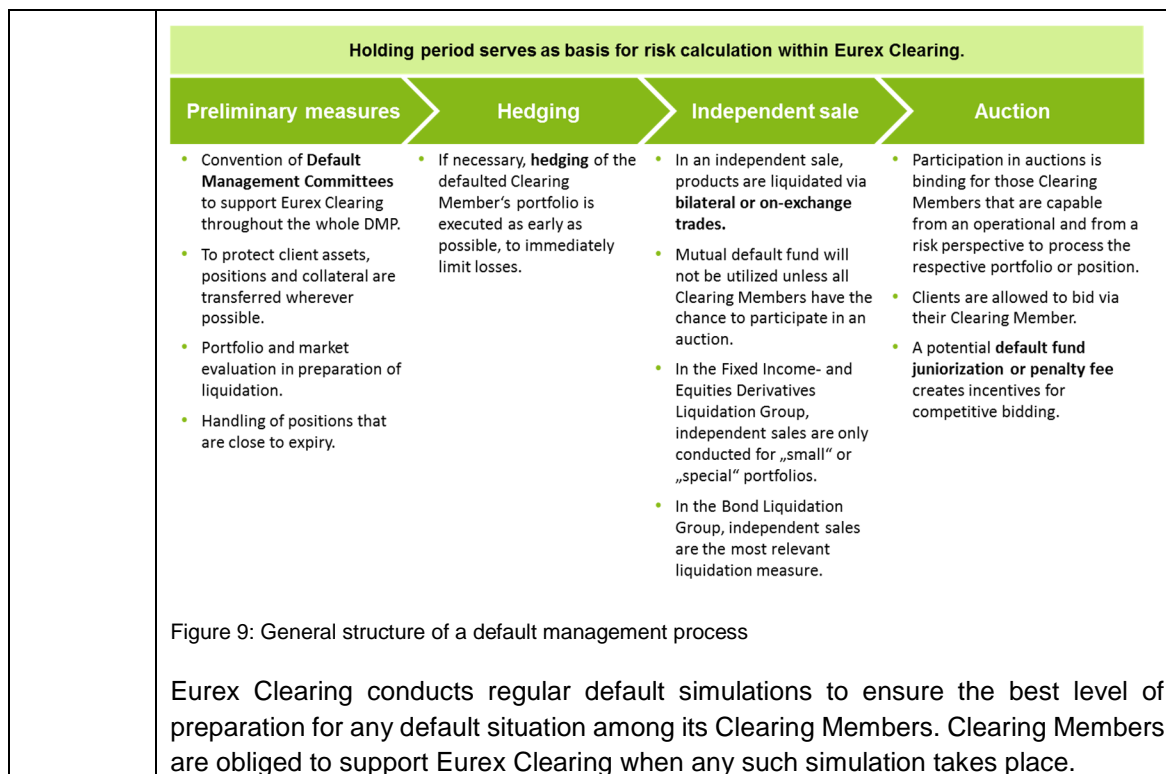 Holding period serves as basis for risk calculation within Eurex Clearing.
Preliminary measures
Hedging
Independent sale
Auction
• Convention of Default
Management Committees
to support Eurex Clearing
throughout the whole DMP.
• To protect client assets,
positions and collateral are
transferred wherever
possible.
• Portfolio and market
evaluation in preparation of
liquidation.
• Handling of positions that
are close to expiry.
• If necessary, hedging of the
defaulted Clearing
Member‘s portfolio is
executed as early as
possible, to immediately
limit losses.
• In an independent sale,
products are liquidated via
bilateral or on-exchange
trades.
• Mutual default fund will
not be utilized unless all
Clearing Members have the
chance to participate in an
auction.
• In the Fixed Income- and
Equities Derivatives
Liquidation Group,
independent sales are only
conducted for „small“ or
„special“ portfolios.
• In the Bond Liquidation
Group, independent sales
are the most relevant
liquidation measure.
• Participation in auctions is
binding for those Clearing
Members that are capable
from an operational and from a
risk perspective to process the
respective portfolio or position.
• Clients are allowed to bid via
their Clearing Member.
• A potential default fund
juniorization or penalty fee
creates incentives for
competitive bidding.
Figure 9: General structure of a default management process
Eurex Clearing conducts regular default simulations to ensure the best level of
preparation for any default situation among its Clearing Members. Clearing Members
are obliged to support Eurex Clearing when any such simulation takes place.